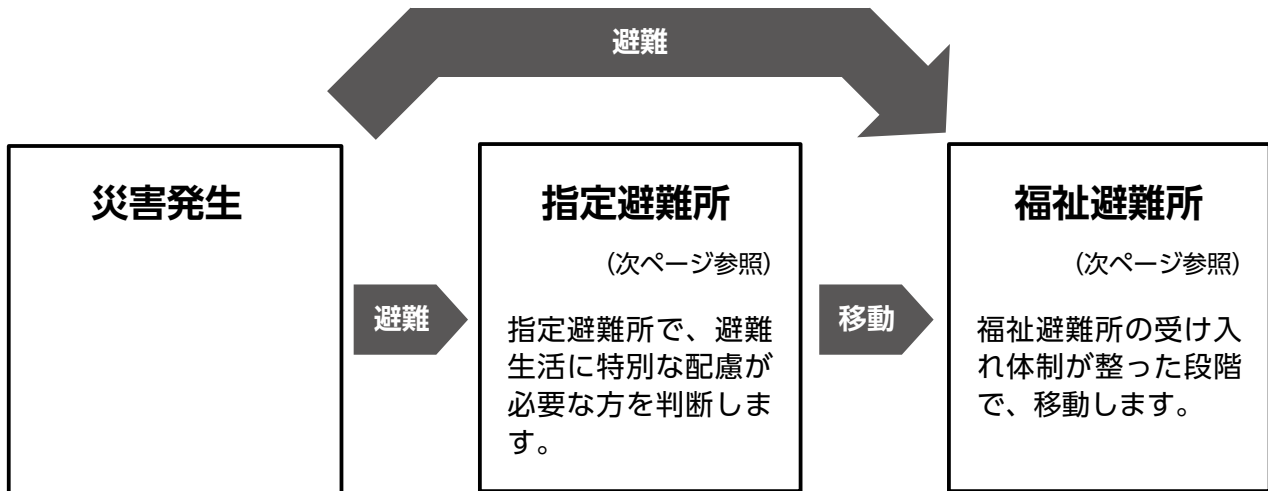 避難
災害発生
避難
指定避難所
(次ページ参照)
指定避難所で、避難
生活に特別な配慮が
必要な方を判断しま
す。
移動
福祉避難所
(次ページ参照)
福祉避難所の受け入
れ体制が整った段階
で、移動します。